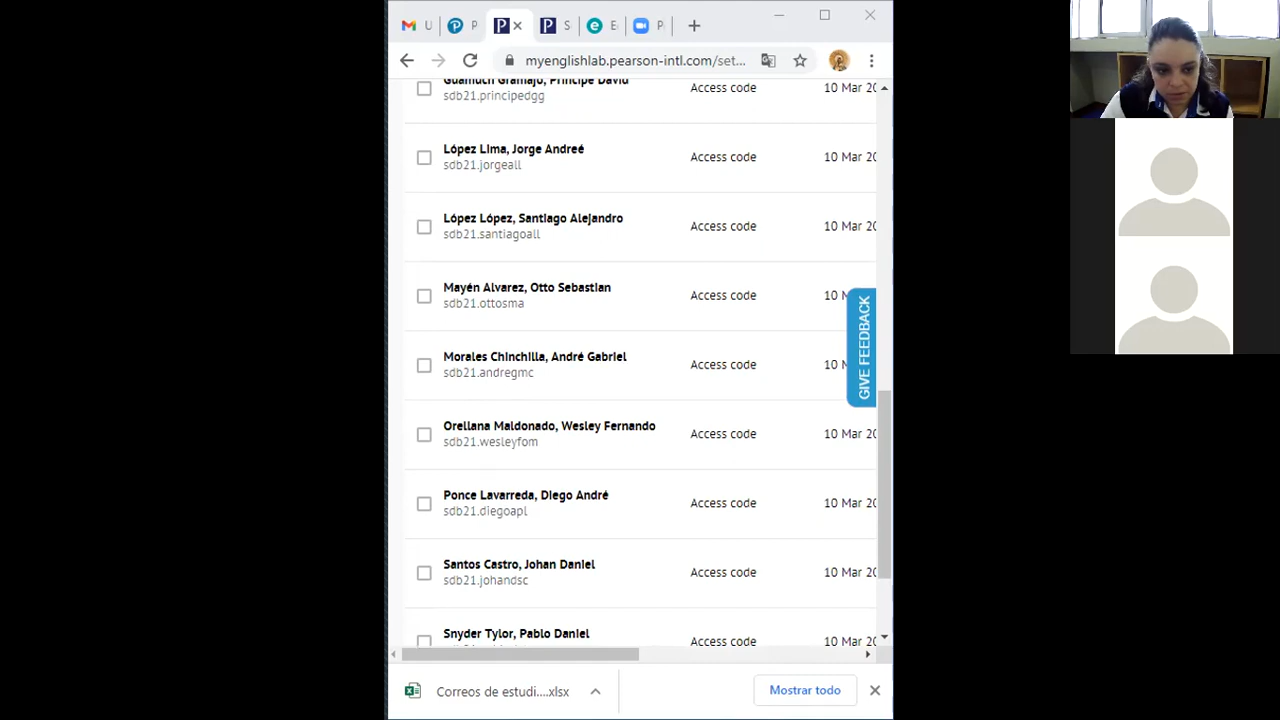 U
P
S
E
P
myenglishlab.pearson-intl.com/set...
Guamuch Gramajo, Principe David
sdb21.principedgg
Access code
10 Mar 20
López Lima, Jorge Andreé
sdb21.jorgeall
Access code
10 Mar 20
López López, Santiago Alejandro
sdb21.santiagoall
Access code
10 Mar 20
Mayén Alvarez, Otto Sebastian
sdb21.ottosma
Access code
10 M
Morales Chinchilla, André Gabriel
sdb21.andregmc
Access code
10 M
GIVE FEEDBACK
Orellana Maldonado, Wesley Fernando
sdb21.wesleyfom
Access code
10 Mar 20
Ponce Lavarreda, Diego André
sdb21.diegoapl
Access code
10 Mar 20
Santos Castro, Johan Daniel
sdb21.johandsc
Access code
10 Mar 20
Snyder Tylor, Pablo Daniel
Access code
10 Mar 20
Correos de estudi....xlsx
Mostrar todo